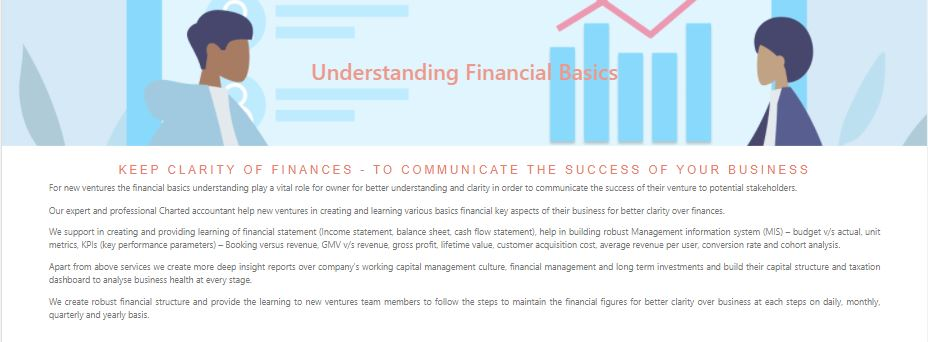 Understanding Financial Basics
KEEP CLARITY OF FINANCES - TO COMMUNICATE THE SUCCESS OF YOUR BUSINESS
For new ventures the financial basics understanding play a vital role for owner for better understanding and clarity in order to communicate the success of their venture to potential stakeholders.
Our expert and professional Charted accountant help new ventures in creating and learning various basics financial key aspects of their business for better clarity over finances.
We support in creating and providing learning of financial statement (Income statement, balance sheet, cash flow statement), help in building robust Management information system (MIS) – budget v/s actual, unit
metrics, KPIs (key performance parameters) – Booking versus revenue, GMV v/s revenue, gross profit, lifetime value, customer acquisition cost, average revenue per user, conversion rate and cohort analysis.
Apart from above services we create more deep insight reports over company's working capital management culture, financial management and long term investments and build their capital structure and taxation
dashboard to analyse business health at every stage.
We create robust financial structure and provide the learning to new ventures team members to follow the steps to maintain the financial figures for better clarity over business at each steps on daily, monthly,
quarterly and yearly basis.